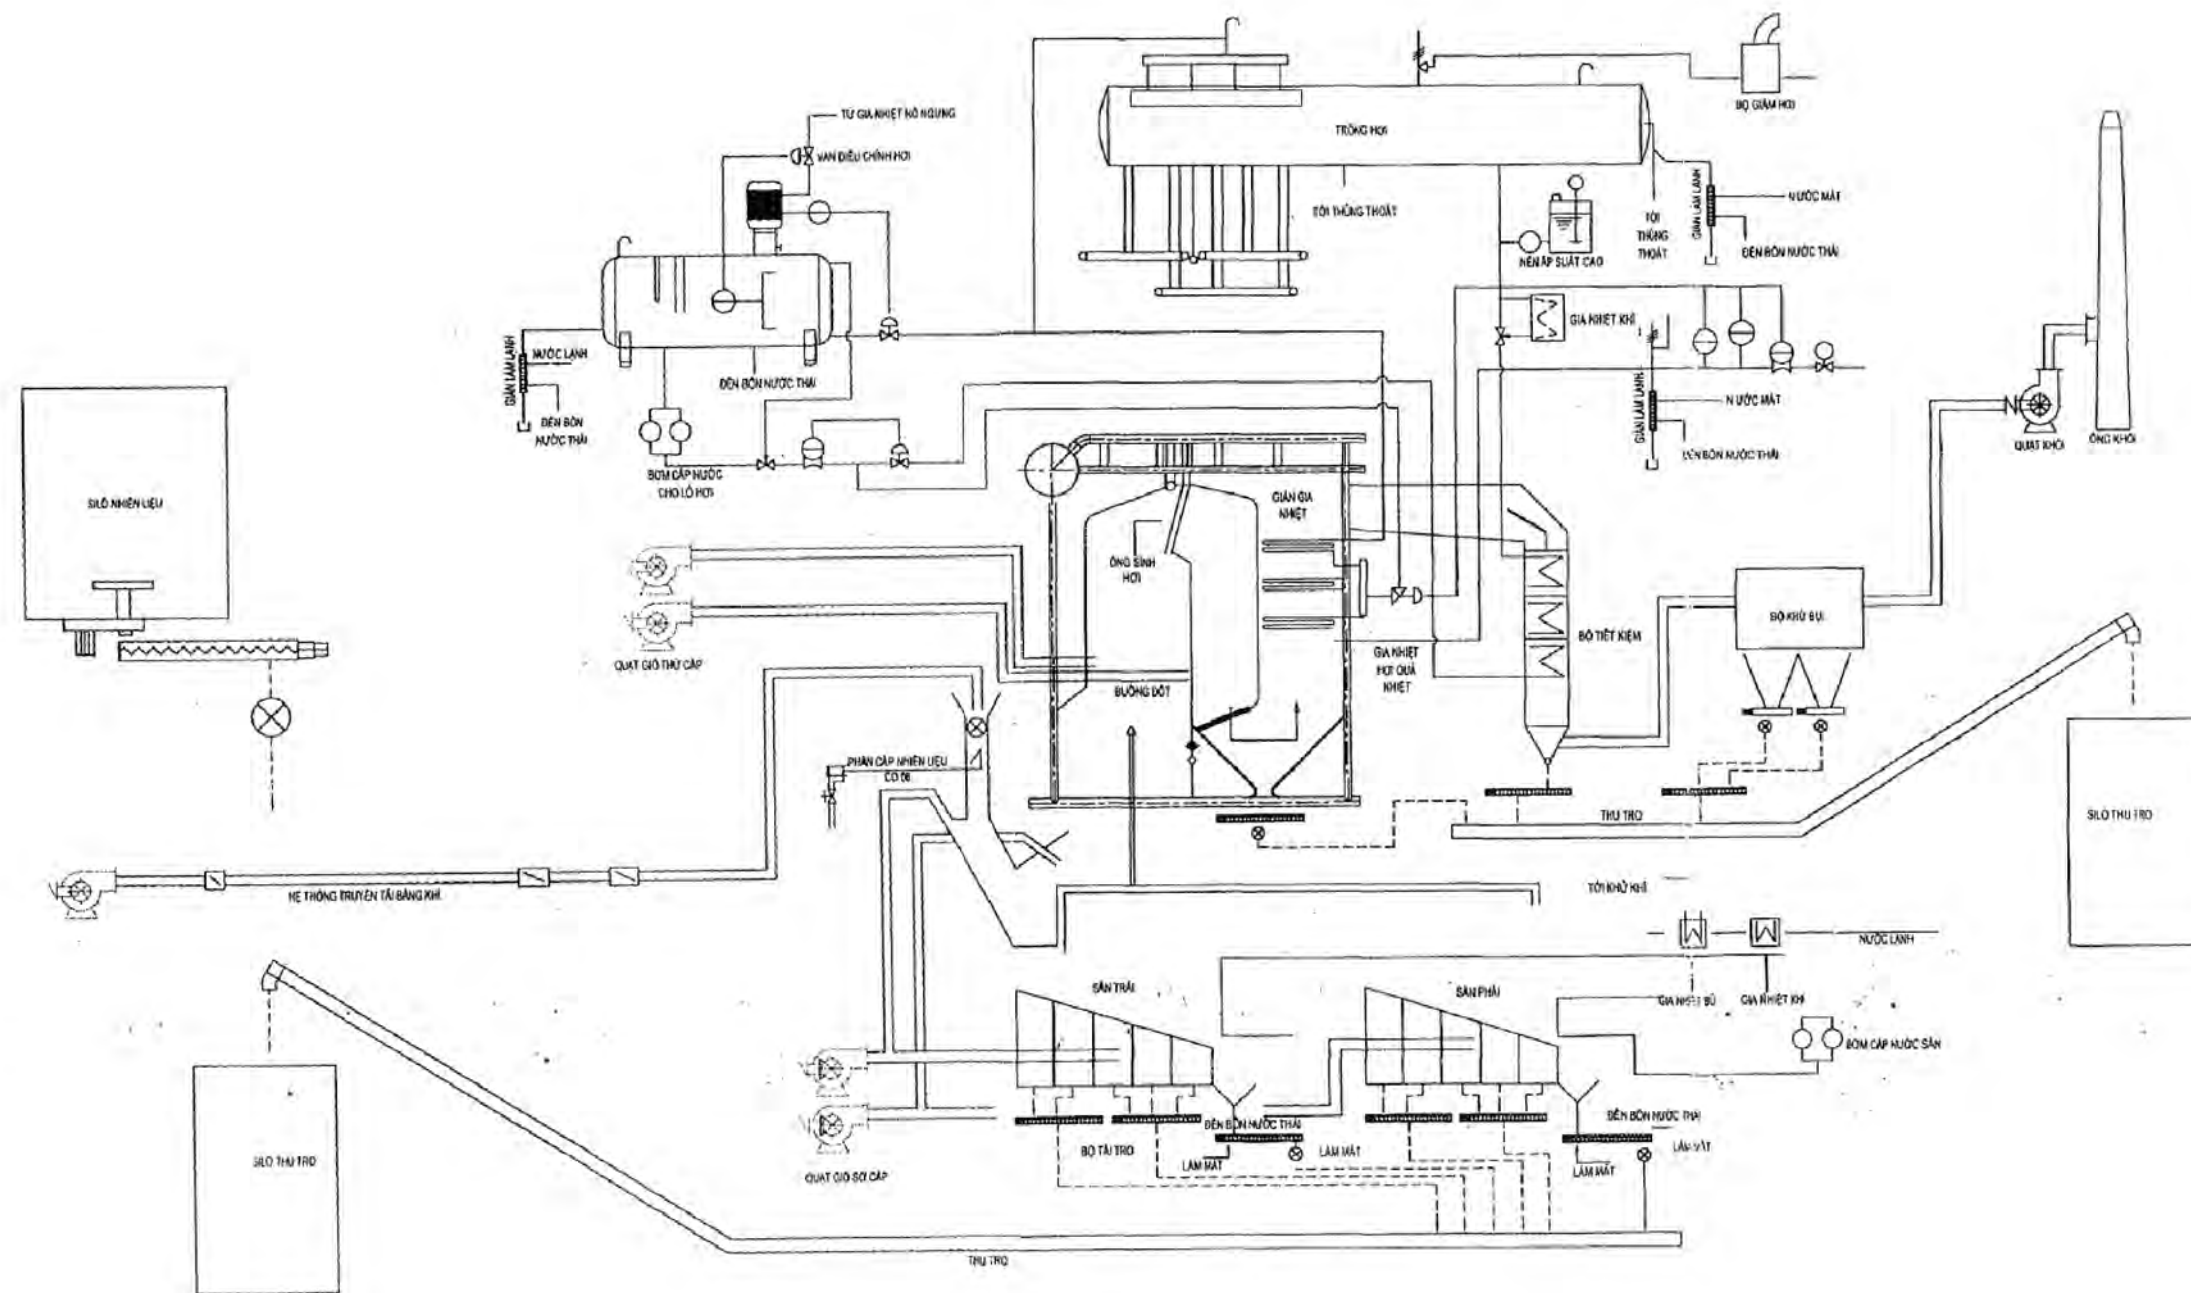 BỘ GIẢM HƠI
TỪ GIA NHIỆT HÔ NGƯNG
VAN ĐIỀU CHỈNH HƠI
TRỐNG HƠI
TỚI THÙNG THOÁT
NÉN ÁP SUẤT CAO
TỚI
THÙNG
THOÁT
GIÀN LÀM LẠNH
NƯỚC MÁT
ĐẾN BỒN NƯỚC THẢI
GIA NHIỆT KHÍ
GIÀN LÀM LẠNH
NƯỚC MÁT
ĐẾN BỒN NƯỚC THẢI
QUẠT KHÓI
ỐNG KHÓI
GIÀN LÀM LẠNH
NƯỚC LẠNH
ĐẾN BỒN
NƯỚC THẢI
ĐẾN BỒN NƯỚC THẢI
BƠM CẤP NƯỚC
CHO LÒ HƠI
SILÔ NHIÊN LIỆU
GIÀN GIA
NHIỆT
ỐNG SINH
HƠI
QUẠT GIÓ THỨ CẤP
BUỒNG ĐỐT
GIA NHIỆT
HƠI QUÁ
NHIỆT
BỘ TIẾT KIỆM
BỘ KHỬ BỤI
PHẦN CẤP NHIÊN LIỆU
THU TRO
SILÔ THU TRO
HỆ THỐNG TRUYỀN TẢI BẰNG KHÍ
TỚI KHỬ KHÍ
NƯỚC LẠNH
GIA NHIỆT BÙ
GIA NHIỆT KHÍ
SÀN TRÁI
SÀN PHẢI
BƠM CẤP NƯỚC SÀN
ĐẾN BỒN NƯỚC THẢI
BỘ TẢI TRO
LÀM MÁT
LÀM MÁT
ĐẾN BỒN NƯỚC THẢI
LÀM MÁT
LÀM MÁT
QUẠT GIÓ SƠ CẤP
SILÔ THU TRO
THU TRO